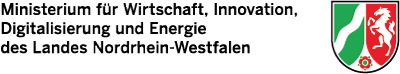 Ministerium für Wirtschaft, Innovation,
Digitalisierung und Energie
des Landes Nordrhein-Westfalen